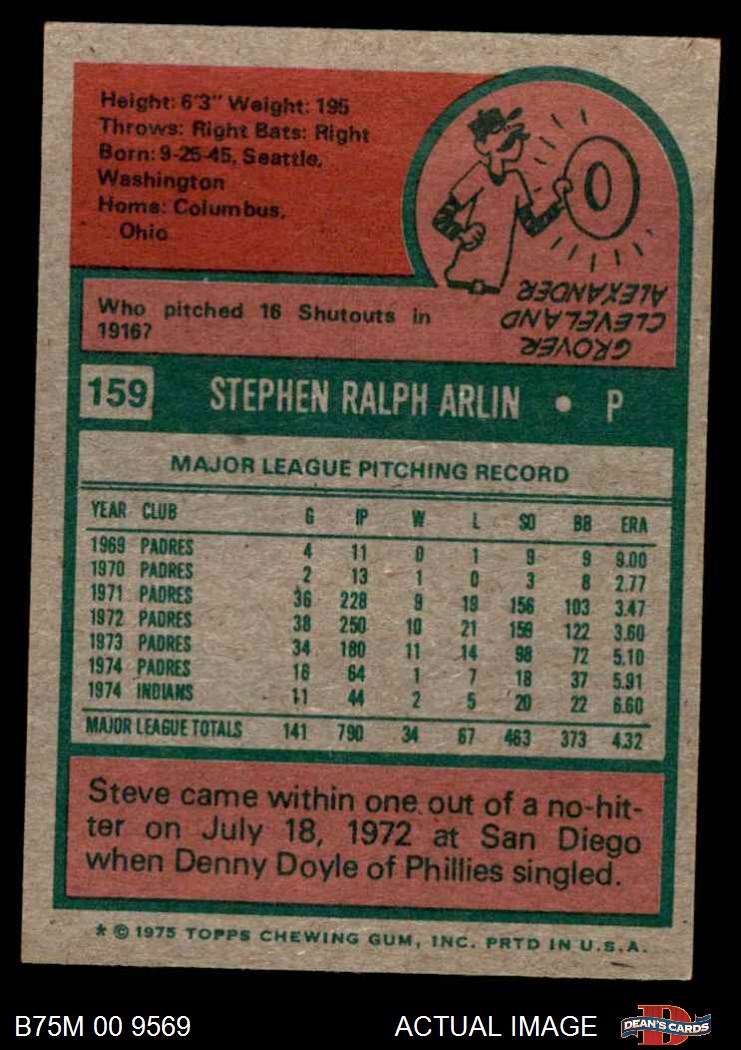 Height: 6'3" Weight: 195
Throws: Right Bats: Right
Born: 9-25-45, Seattle,
Washington
Home: Columbus,
Ohio
Who pitched 16 Shutouts in
1916?
GROVER
CLEVELAND
ALEXANDER
159 STEPHEN RALPH ARLIN • P
MAJOR LEAGUE PITCHING RECORD
YEAR CLUB G IP W L SO BB ERA
1969 PADRES 4 11 0 1 9 9 9.00
1970 PADRES 2 13 1 0 3 8 2.77
1971 PADRES 36 228 9 19 156 103 3.47
1972 PADRES 38 250 10 21 159 122 3.60
1973 PADRES 34 180 11 14 98 72 5.10
1974 PADRES 16 64 1 7 18 37 5.91
1974 INDIANS 11 44 2 5 20 22 6.60
MAJOR LEAGUE TOTALS 141 790 34 67 463 373 4.32
Steve came within one out of a no-hit-
ter on July 18, 1972 at San Diego
when Denny Doyle of Phillies singled.
* © 1975 TOPPS CHEWING GUM, INC. PRTD IN U.S.A.
B75M 00 9569 ACTUAL IMAGE D DEAN'S CARDS